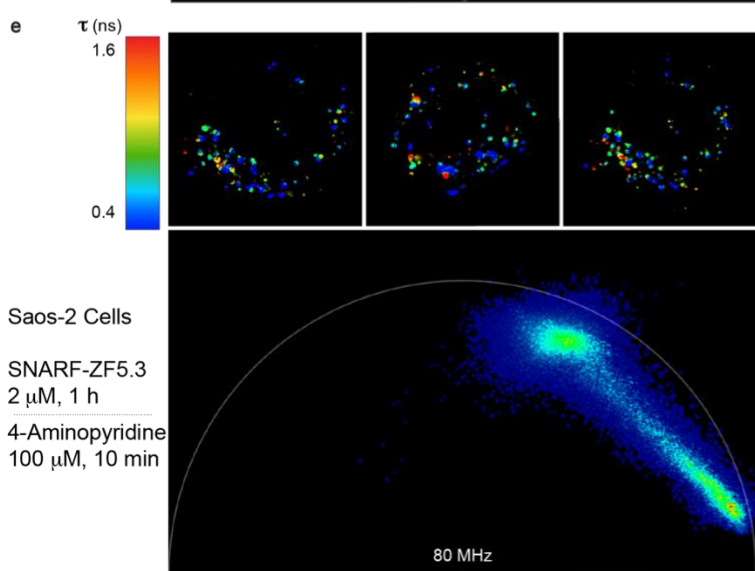 e
τ (ns)
1.6
0.4
Saos-2 Cells
SNARF-ZF5.3
2 μM, 1 h
4-Aminopyridine
100 μM, 10 min
80 MHz